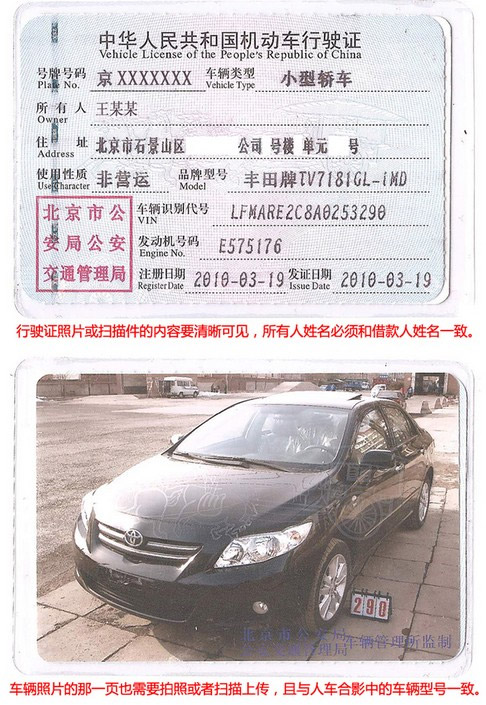 中华人民共和国机动车行驶证
Vehicle License of the People's Republic of China
号牌号码 京XXXXXXX 车辆类型 小型轿车
Plate No. Vehicle Type
所有人 王某某
Owner
住 址 北京市石景山区 公司 号楼 单元 号
Address
使用性质 非营运 品牌型号 丰田牌TV7181GL-iMD
Use Character Model
北京市公安局公安交通管理局
车辆识别代号 LFMARE2C8A0253290
VIN
发动机号码 E575176
Engine No.
注册日期 2010-03-19 发证日期 2010-03-19
Register Date Issue Date
行驶证照片或扫描件的内容要清晰可见，所有人姓名必须和借款人姓名一致。
290
北京市公安局
车辆管理所监制
车辆照片的那一页也需要拍照或者扫描上传，且与人车合影中的车辆型号一致。